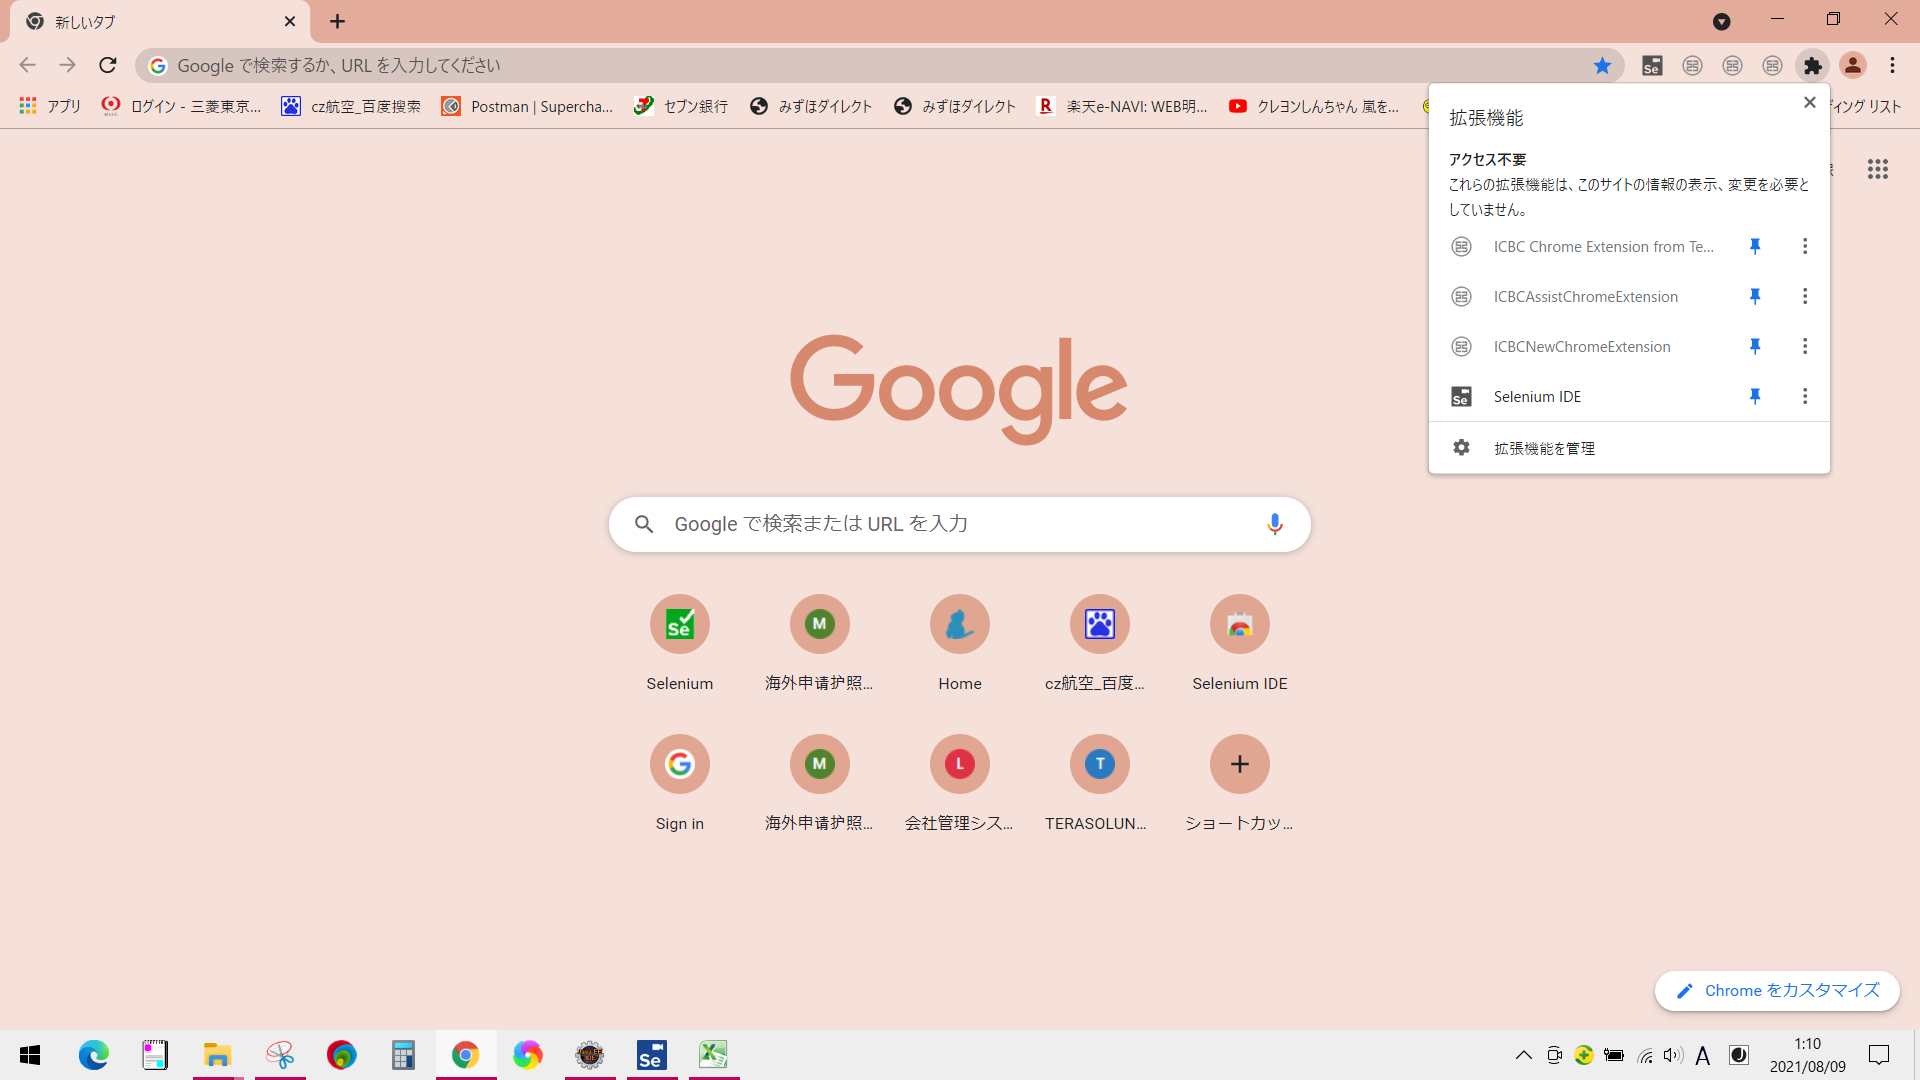 新しいタブ
Google で検索するか、URL を入力してください
アプリ
ログイン - 三菱東京...
cz航空_百度搜索
Postman | Supercha...
セブン銀行
みずほダイレクト
みずほダイレクト
楽天e-NAVI: WEB明...
クレヨンしんちゃん 嵐を...
ィング リスト
拡張機能
アクセス不要
これらの拡張機能は、このサイトの情報の表示、変更を必要と
していません。
ICBC Chrome Extension from Te...
ICBCAssistChromeExtension
ICBCNewChromeExtension
Se
Selenium IDE
拡張機能を管理
Google
Google で検索または URL を入力
Se
M
Selenium
海外申请护照...
Home
cz航空_百度...
Selenium IDE
G
M
L
T
Sign in
海外申请护照...
会社管理シス...
TERASOLUN...
ショートカッ...
Chrome をカスタマイズ
Se
A
1:10
2021/08/09